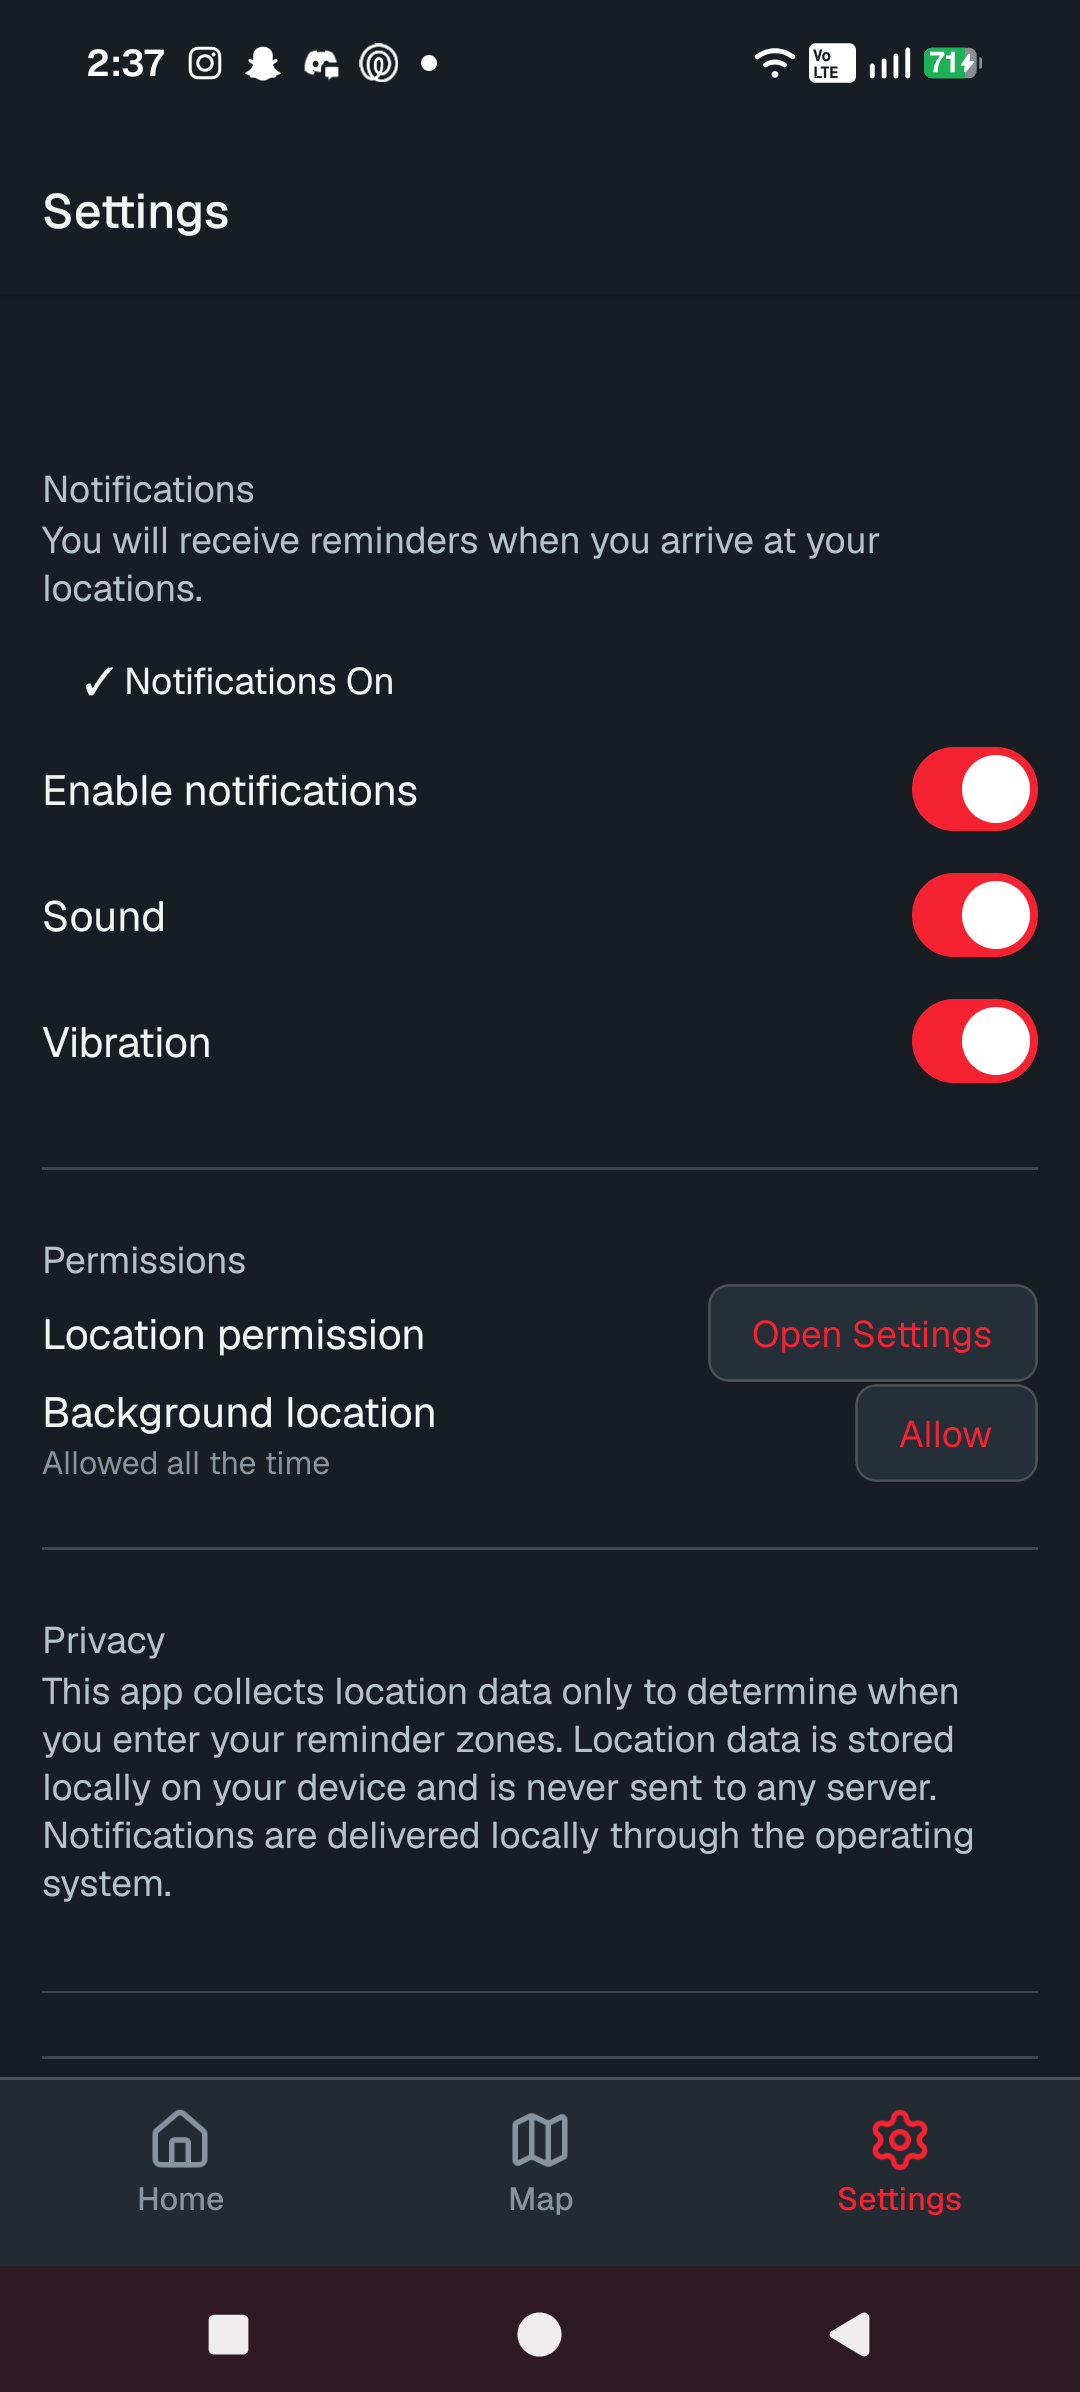 2:37
Vo
LTE
71
Settings
Notifications
You will receive reminders when you arrive at your
locations.
✓ Notifications On
Enable notifications
Sound
Vibration
Permissions
Location permission
Open Settings
Background location
Allowed all the time
Allow
Privacy
This app collects location data only to determine when
you enter your reminder zones. Location data is stored
locally on your device and is never sent to any server.
Notifications are delivered locally through the operating
system.
Home
Map
Settings